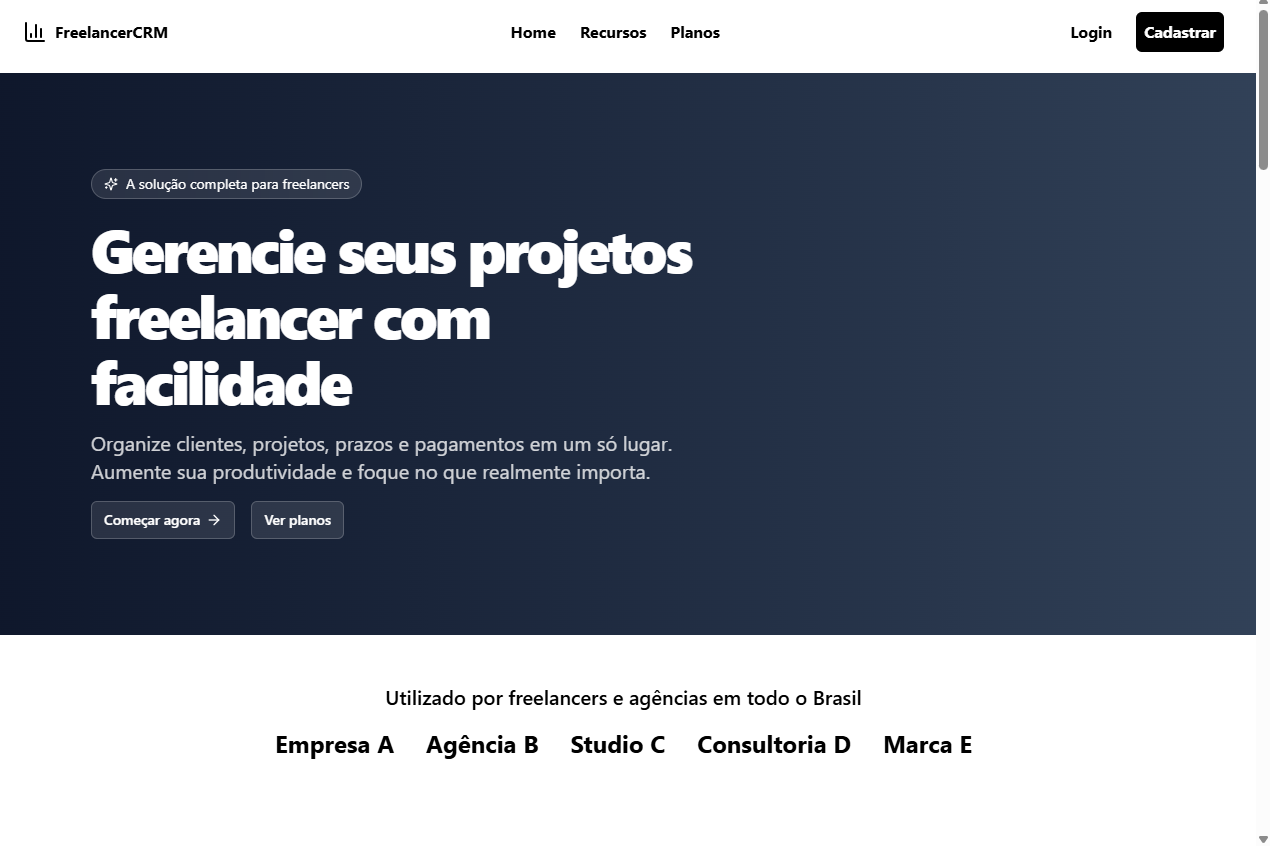 FreelancerCRM
Home
Recursos
Planos
Login
Cadastrar
A solução completa para freelancers
Gerencie seus projetos
freelancer com
facilidade
Organize clientes, projetos, prazos e pagamentos em um só lugar.
Aumente sua produtividade e foque no que realmente importa.
Começar agora
Ver planos
Utilizado por freelancers e agências em todo o Brasil
Empresa A
Agência B
Studio C
Consultoria D
Marca E